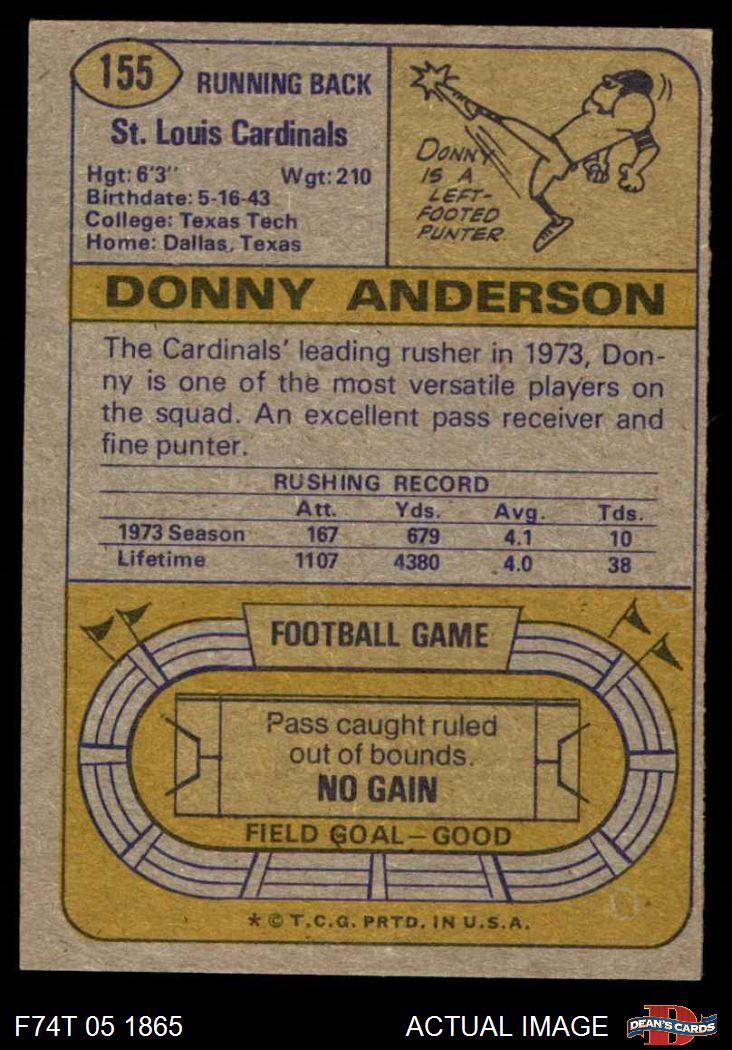 155
RUNNING BACK
St. Louis Cardinals
Hgt: 6'3" Wgt: 210
Birthdate: 5-16-43
College: Texas Tech
Home: Dallas, Texas
DONNY
IS A
LEFT-
FOOTED
PUNTER.
DONNY ANDERSON
The Cardinals' leading rusher in 1973, Don-
ny is one of the most versatile players on
the squad. An excellent pass receiver and
fine punter.
RUSHING RECORD
Att. Yds. Avg. Tds.
1973 Season 167 679 4.1 10
Lifetime 1107 4380 4.0 38
FOOTBALL GAME
Pass caught ruled
out of bounds.
NO GAIN
FIELD GOAL—GOOD
* © T.C.G. PRTD. IN U.S.A.
F74T 05 1865
ACTUAL IMAGE
D
DEAN'S CARDS